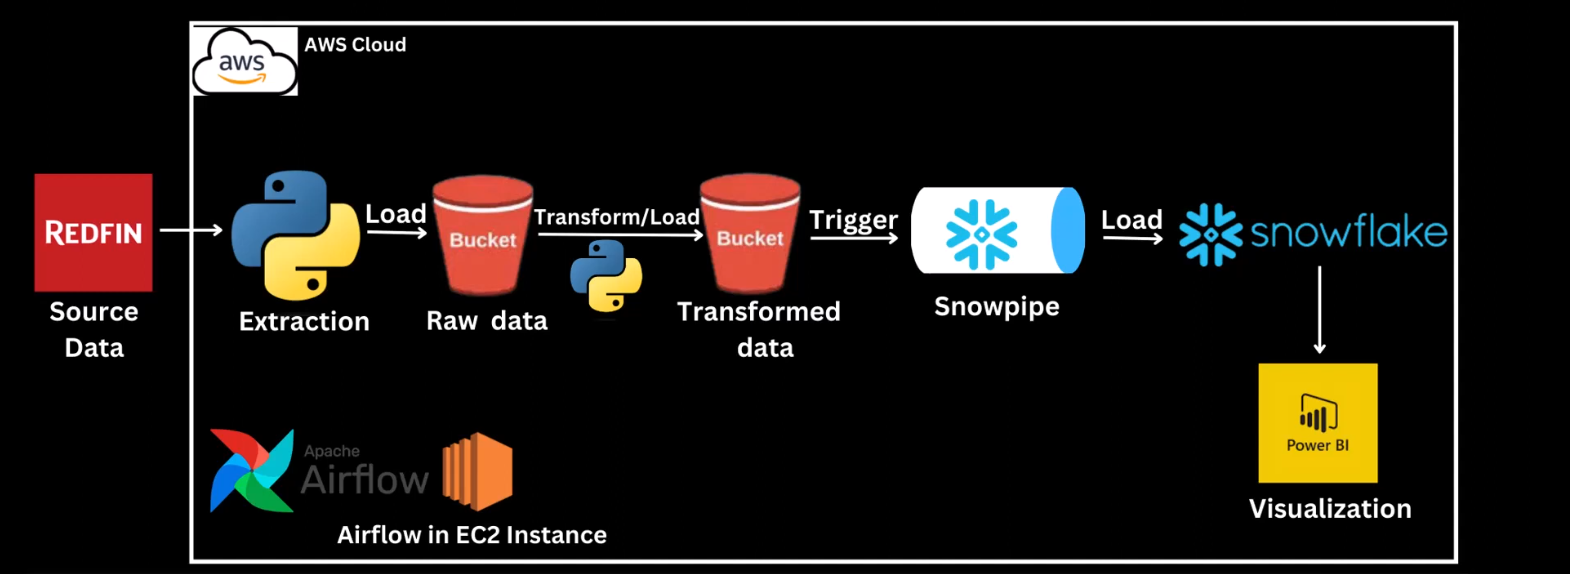 aws
AWS Cloud
REDFIN
Source
Data
Extraction
Load
Bucket
Raw data
Transform/Load
Bucket
Transformed
data
Trigger
Snowpipe
Load
snowflake
Power BI
Visualization
Apache
Airflow
Airflow in EC2 Instance